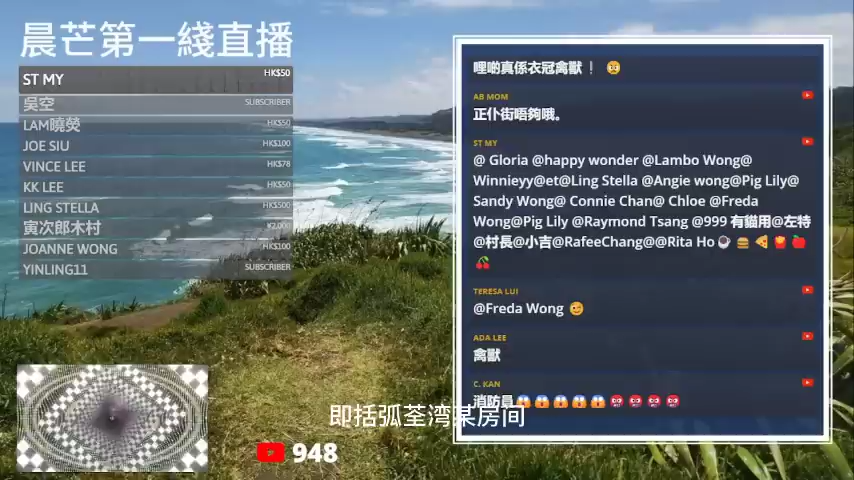 晨芒第一綫直播
ST MY HK$50
吳空 SUBSCRIBER
LAM曉熒 HK$50
JOE SIU HK$100
VINCE LEE HK$78
KK LEE HK$50
LING STELLA HK$500
寅次郎木村 ¥2,000
JOANNE WONG HK$100
YINLING11 SUBSCRIBER
哩啲真係衣冠禽獸❕ 😨
AB MOM
正仆街唔夠哦。
ST MY
@ Gloria @happy wonder @Lambo Wong@
Winnieyy@et@Ling Stella @Angie wong@Pig Lily@
Sandy Wong@ Connie Chan@ Chloe @Freda
Wong@Pig Lily @Raymond Tsang @999 有貓用@左特
@村長@小吉@RafeeChang@@Rita Ho☕ 🍔 🍕 🍟 🍎
🍒
TERESA LUI
@Freda Wong 😉
ADA LEE
禽獸
C. KAN
消防員😱😱😱😱😱👹👹👹👹
即括弧荃湾某房间
948